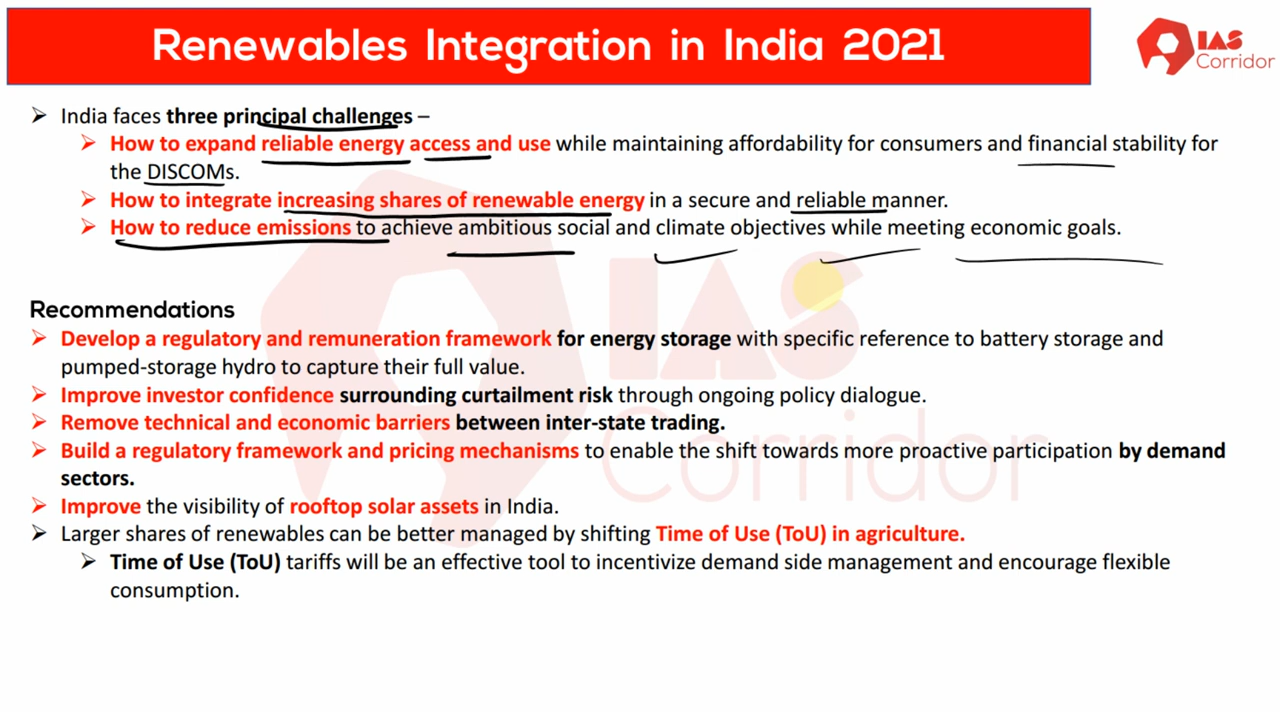 Renewables Integration in India 2021
IAS
Corridor
➢ India faces three principal challenges –
➢ How to expand reliable energy access and use while maintaining affordability for consumers and financial stability for
the DISCOMs.
➢ How to integrate increasing shares of renewable energy in a secure and reliable manner.
➢ How to reduce emissions to achieve ambitious social and climate objectives while meeting economic goals.
Recommendations
➢ Develop a regulatory and remuneration framework for energy storage with specific reference to battery storage and
pumped-storage hydro to capture their full value.
➢ Improve investor confidence surrounding curtailment risk through ongoing policy dialogue.
➢ Remove technical and economic barriers between inter-state trading.
➢ Build a regulatory framework and pricing mechanisms to enable the shift towards more proactive participation by demand
sectors.
➢ Improve the visibility of rooftop solar assets in India.
➢ Larger shares of renewables can be better managed by shifting Time of Use (ToU) in agriculture.
➢ Time of Use (ToU) tariffs will be an effective tool to incentivize demand side management and encourage flexible
consumption.
IAS
Corridor